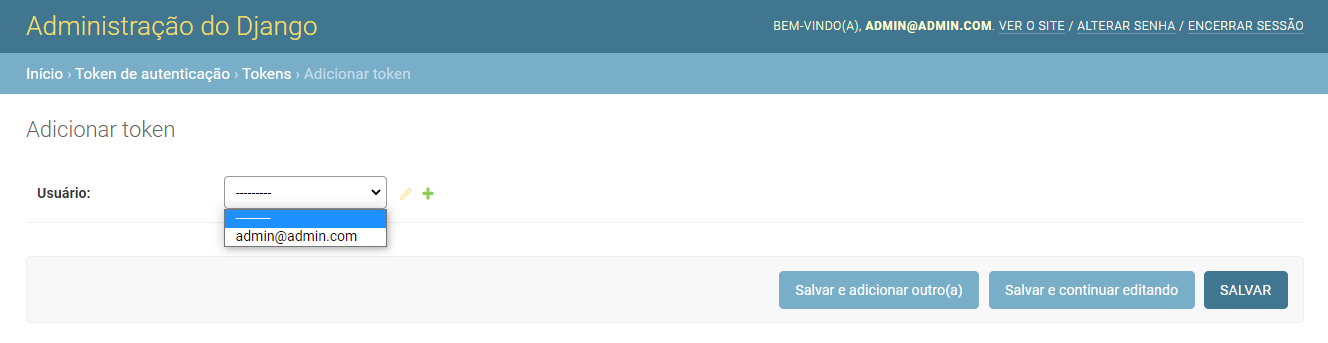 Administração do Django
BEM-VINDO(A), ADMIN@ADMIN.COM. VER O SITE / ALTERAR SENHA / ENCERRAR SESSÃO
Início › Token de autenticação › Tokens › Adicionar token
Adicionar token
Usuário:
---------
---------
admin@admin.com
Salvar e adicionar outro(a)
Salvar e continuar editando
SALVAR